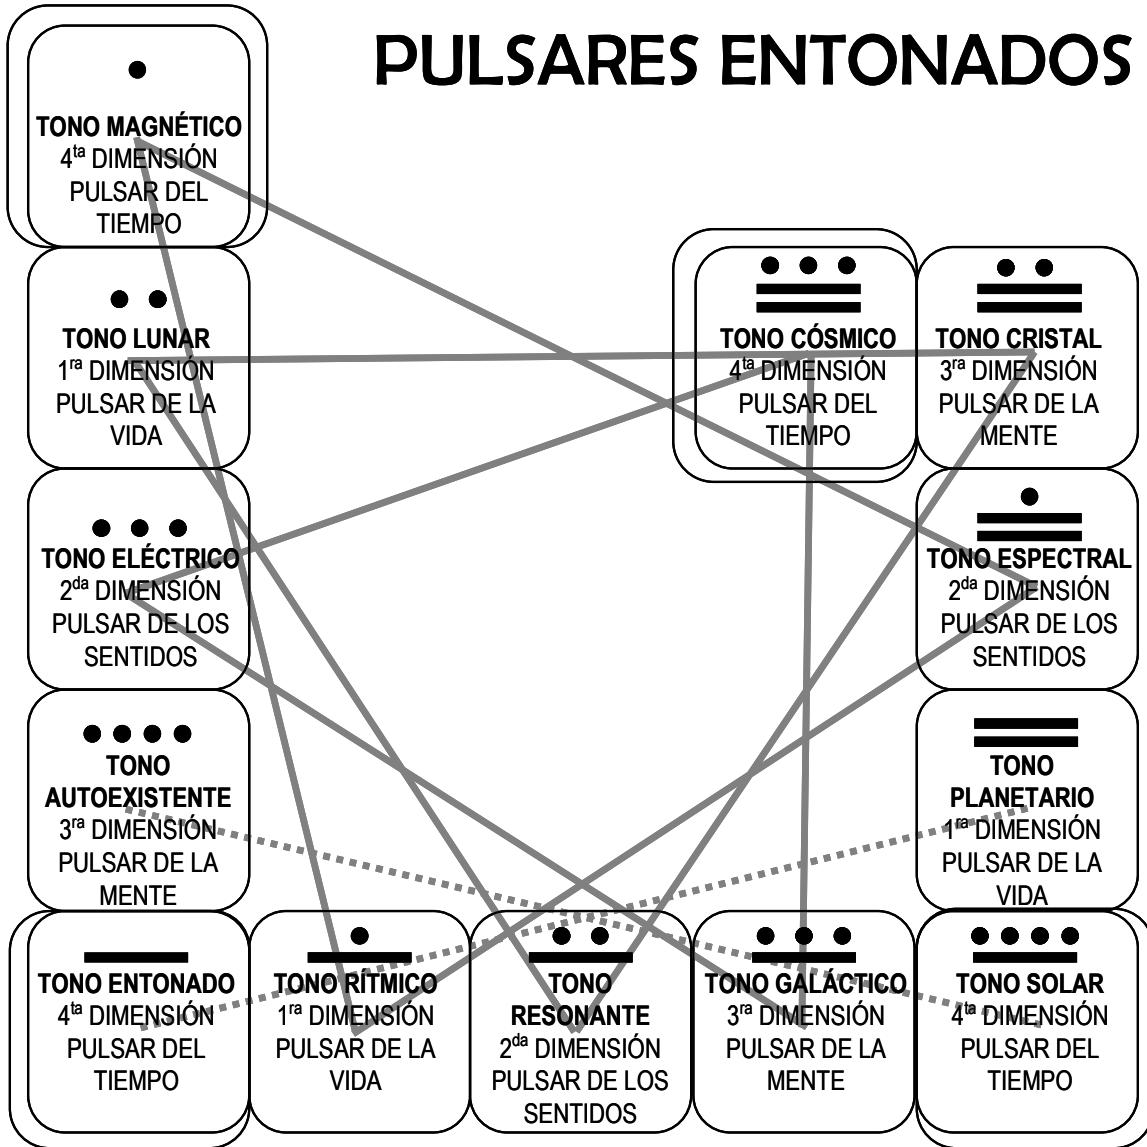 PULSARES ENTONADOS
TONO MAGNÉTICO
4ta DIMENSIÓN
PULSAR DEL
TIEMPO
TONO LUNAR
1ra DIMENSIÓN
PULSAR DE LA
VIDA
TONO ELÉCTRICO
2da DIMENSIÓN
PULSAR DE LOS
SENTIDOS
TONO
AUTOEXISTENTE
3ra DIMENSIÓN
PULSAR DE LA
MENTE
TONO ENTONADO
4ta DIMENSIÓN
PULSAR DEL
TIEMPO
TONO RÍTMICO
1ra DIMENSIÓN
PULSAR DE LA
VIDA
TONO
RESONANTE
2da DIMENSIÓN
PULSAR DE LOS
SENTIDOS
TONO GALÁCTICO
3ra DIMENSIÓN
PULSAR DE LA
MENTE
TONO SOLAR
4ta DIMENSIÓN
PULSAR DEL
TIEMPO
TONO
PLANETARIO
1ra DIMENSIÓN
PULSAR DE LA
VIDA
TONO ESPECTRAL
2da DIMENSIÓN
PULSAR DE LOS
SENTIDOS
TONO CRISTAL
3ra DIMENSIÓN
PULSAR DE LA
MENTE
TONO CÓSMICO
4ta DIMENSIÓN
PULSAR DEL
TIEMPO